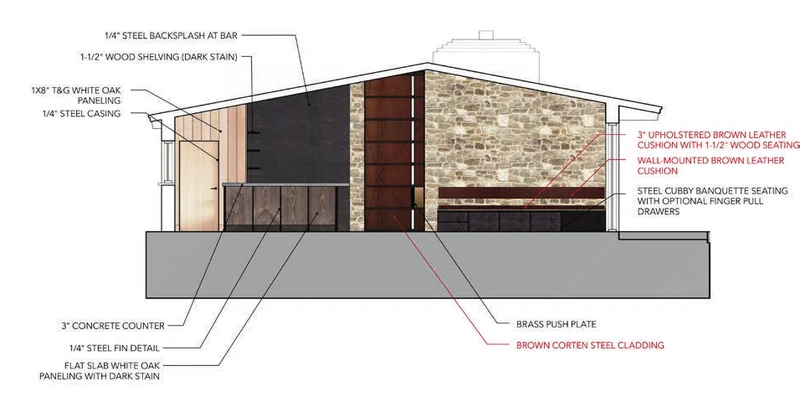 1/4" STEEL BACKSPLASH AT BAR
1-1/2" WOOD SHELVING (DARK STAIN)
1X8" T&G WHITE OAK
PANELING
1/4" STEEL CASING
3" UPHOLSTERED BROWN LEATHER
CUSHION WITH 1-1/2" WOOD SEATING
WALL-MOUNTED BROWN LEATHER
CUSHION
STEEL CUBBY BANQUETTE SEATING
WITH OPTIONAL FINGER PULL
DRAWERS
3" CONCRETE COUNTER
1/4" STEEL FIN DETAIL
FLAT SLAB WHITE OAK
PANELING WITH DARK STAIN
BRASS PUSH PLATE
BROWN CORTEN STEEL CLADDING